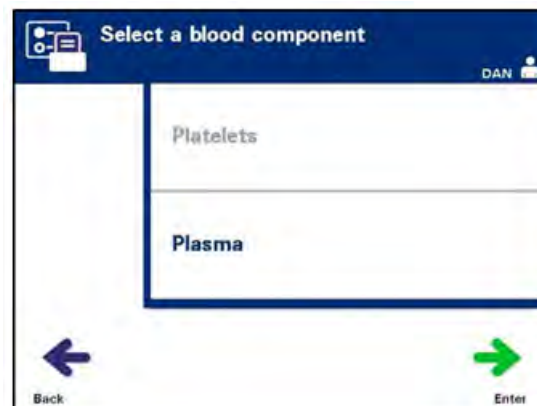 Select a blood component
DAN
Platelets
Plasma
Back
Enter